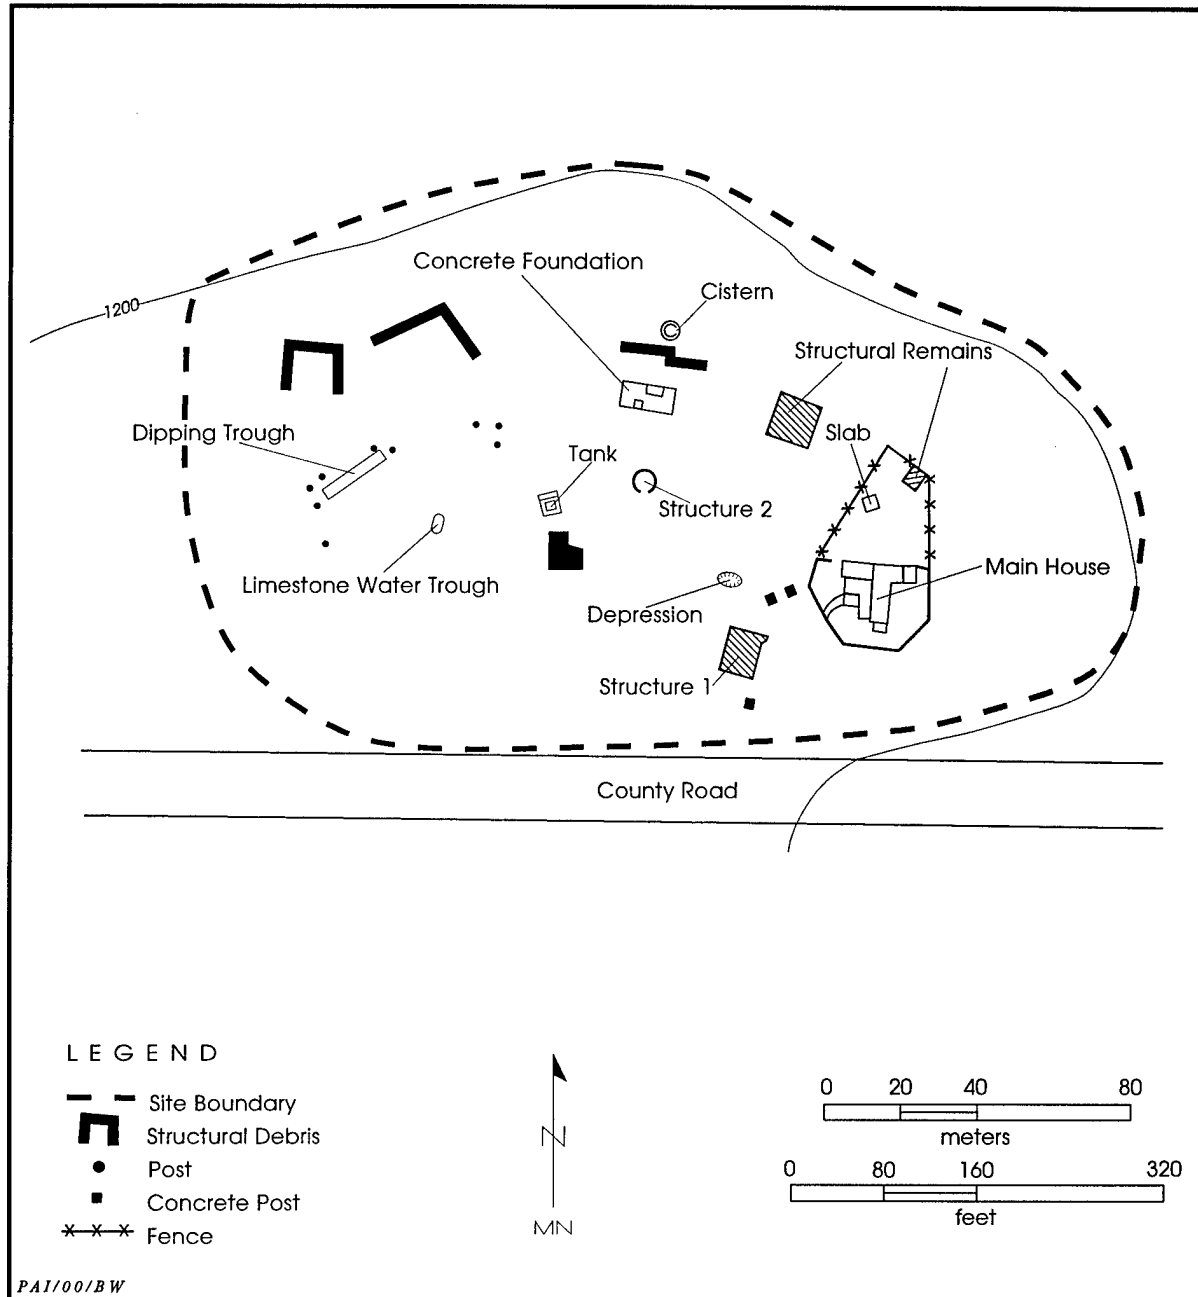 Concrete Foundation
Cistern
1200
Structural Remains
Dipping Trough
Slab
Tank
Structure 2
Limestone Water Trough
Main House
Depression
Structure 1
County Road
LEGEND
Site Boundary
Structural Debris
Post
Concrete Post
Fence
N
MN
0 20 40 80
meters
0 80 160 320
feet
PAI/00/BW